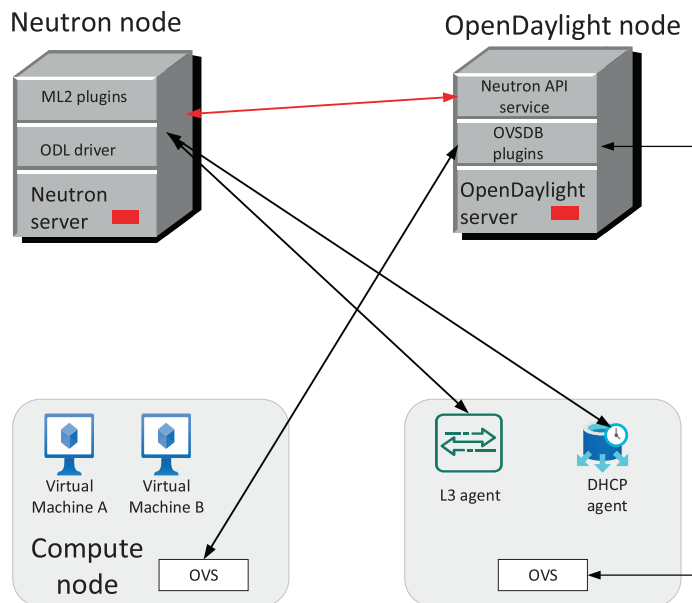 Neutron node
OpenDaylight node
ML2 plugins
ODL driver
Neutron
server
Neutron API
service
OVSDB
plugins
OpenDaylight
server
Virtual
Machine A
Virtual
Machine B
Compute
node
OVS
L3 agent
DHCP
agent
OVS